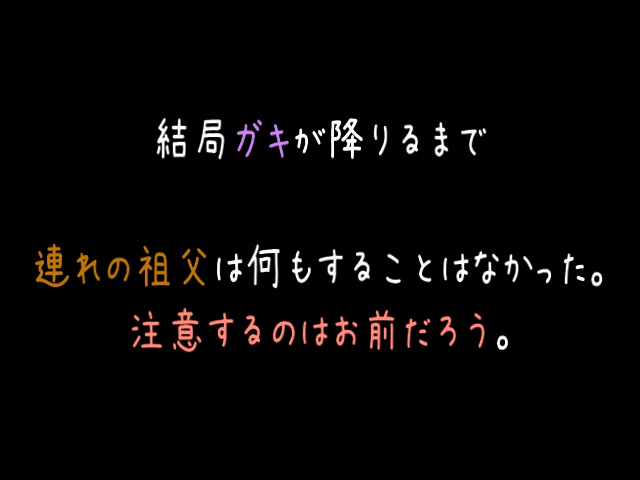 結局ガキが降りるまで
連れの祖父は何もすることはなかった。
注意するのはお前だろう。